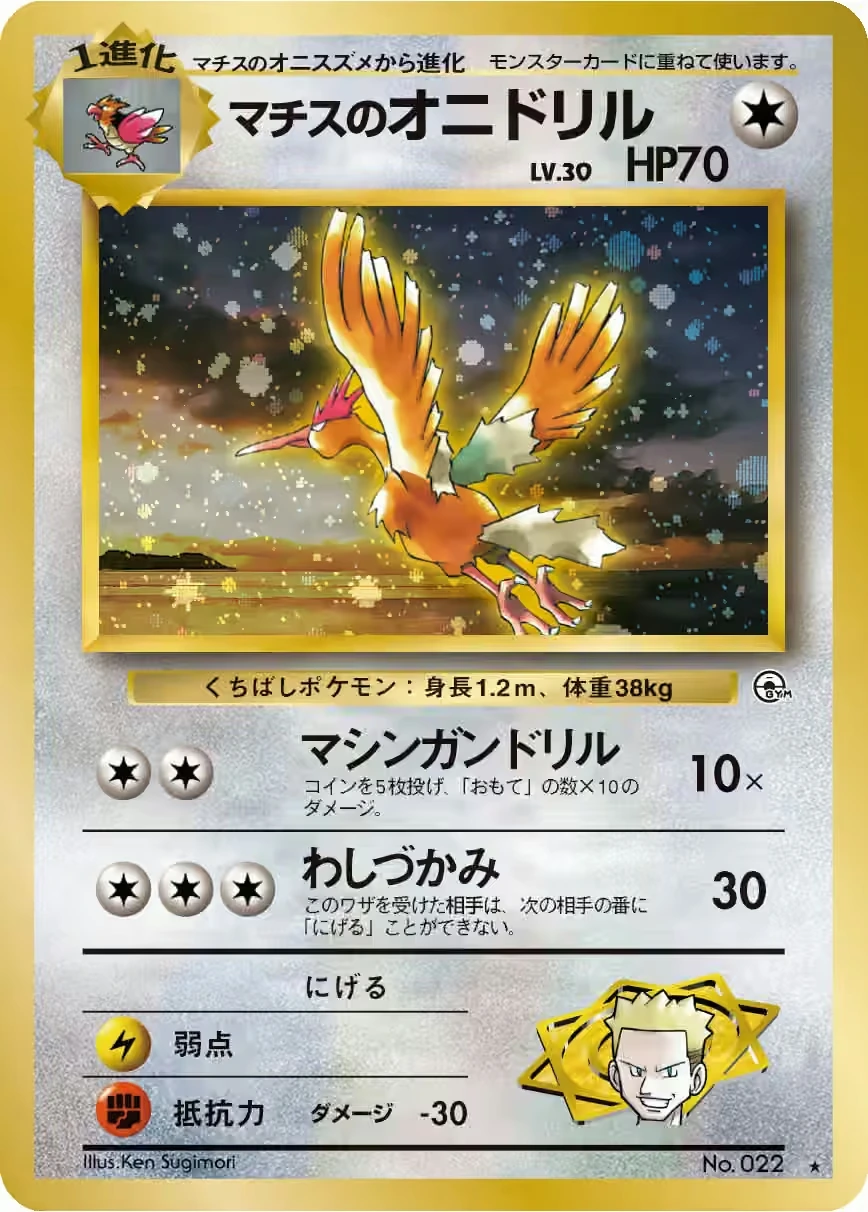 1進化 マチスのオニスズメから進化 モンスターカードに重ねて使います。
マチスのオニドリル
LV.30 HP70
くちばしポケモン：身長1.2m、体重38kg
GYM
マシンガンドリル 10×
コインを5枚投げ、「おもて」の数×10の
ダメージ。
わしづかみ 30
このワザを受けた相手は、次の相手の番に
「にげる」ことができない。
にげる
弱点
抵抗力 ダメージ -30
Illus.Ken Sugimori No. 022 ★